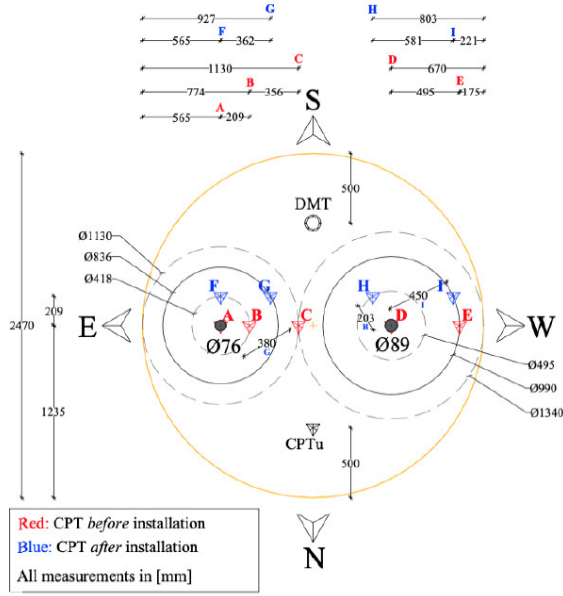 927 G H 803
565 F 362 581 I 221
1130 C D 670
774 B 356 495 E 175
565 A 209
S
500
DMT
Ø1130
Ø836
Ø418
F G H I
450 I
209
2470
E A B C 203 B D E W
Ø76 380 Ø89
G
Ø495
Ø990
Ø1340
1235
CPTu
500
N
Red: CPT before installation
Blue: CPT after installation
All measurements in [mm]